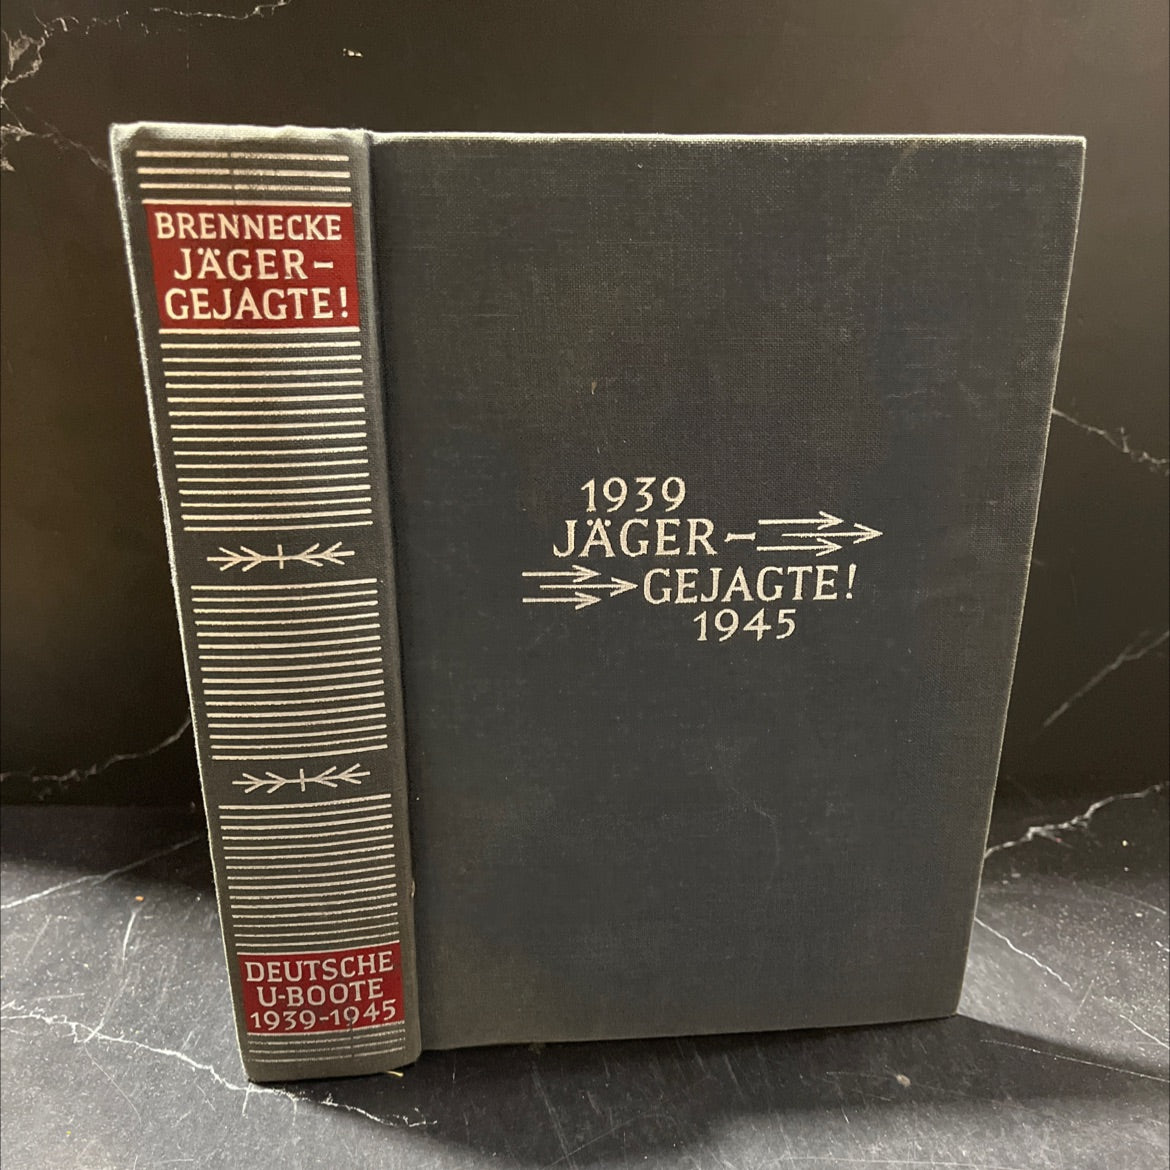 BRENNECKE
JÄGER-
GEJAGTE!
DEUTSCHE
U-BOOTE
1939-1945
1939
JÄGER-
GEJAGTE!
1945